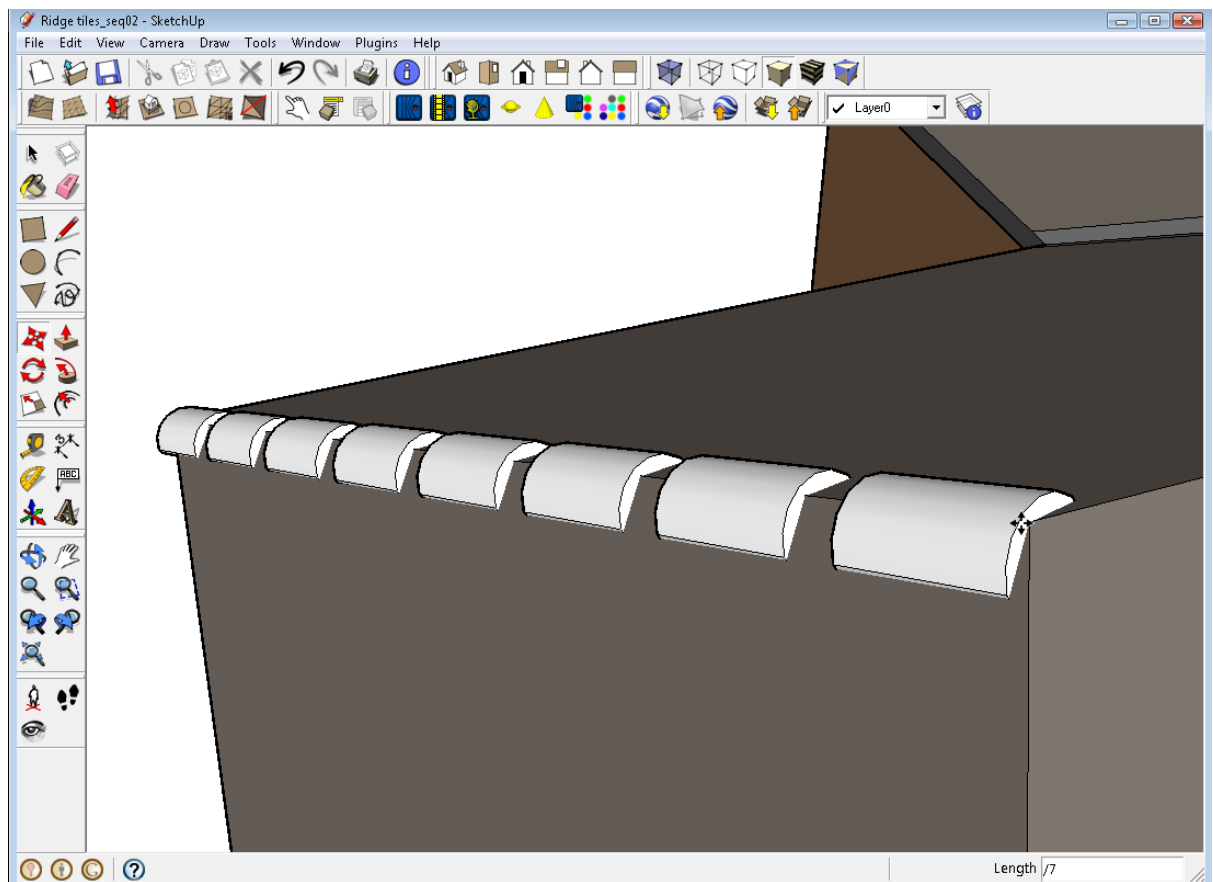 Ridge tiles_seq02 - SketchUp
File Edit View Camera Draw Tools Window Plugins Help
Layer0
ABC
Length /7